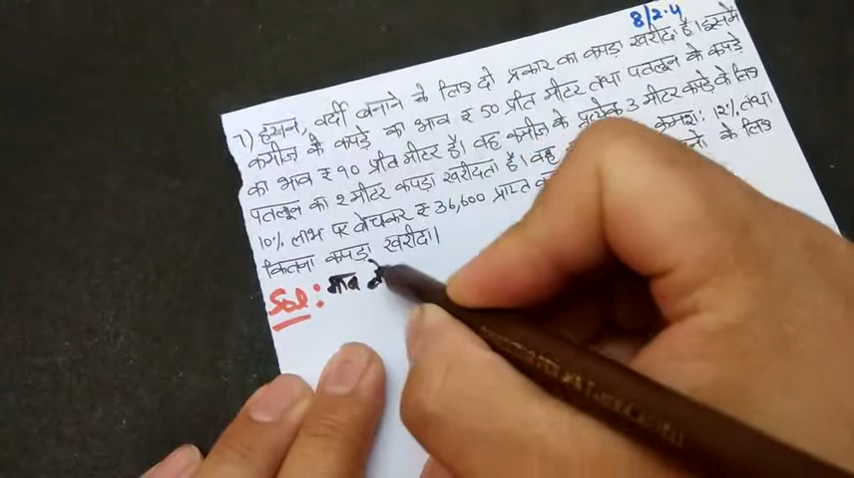 8/2.4
7) हसन, वर्दी बनाने के लिए दो प्रकार का कपड़ा खरीदा है। इसमें
कमीज के कपड़े का भाव ₹ 50 प्रति मीटर तथा पतलून के कपड़े
का भाव ₹ 90 प्रति मीटर है। वह कमीज के प्रत्येक 3 मीटर कपड़े के लिए
पतलून का 2 मीटर कपड़ा खरीदता है। वह क्रमश: 12% तथा
10% लाभ पर बेचकर ₹ 36,600 प्राप्त के लिए
कितना कपड़ा खरीदा।
Sol: माना